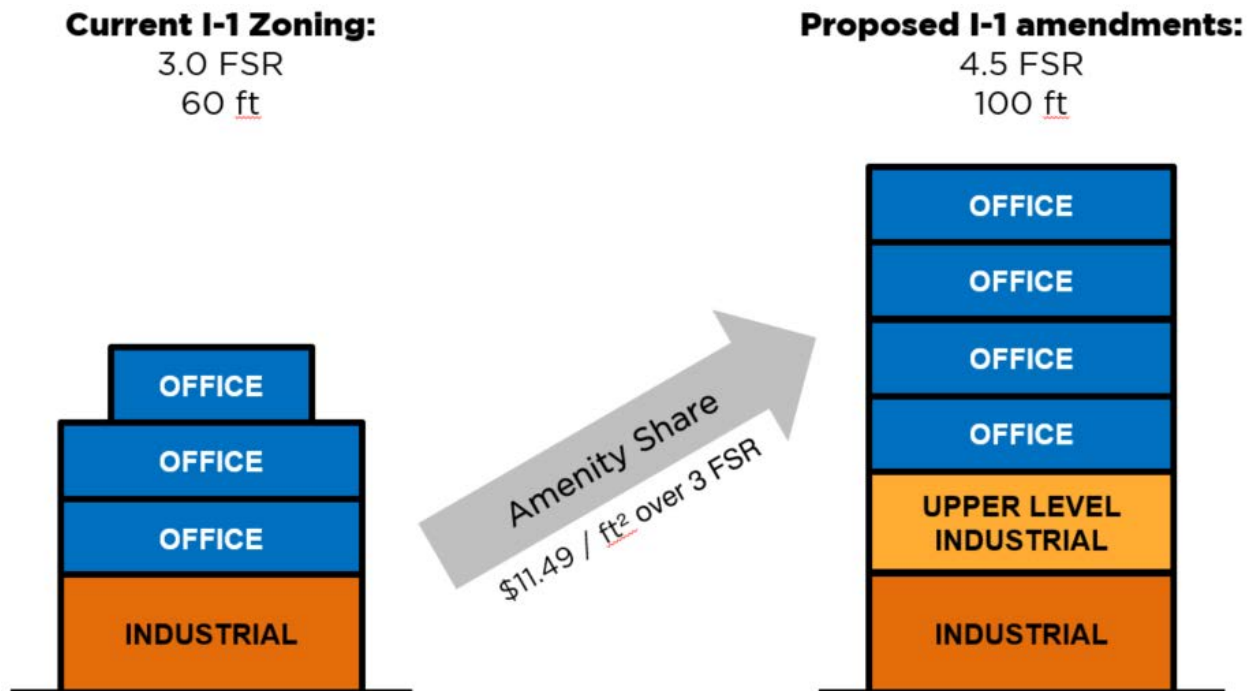 Current I-1 Zoning:
3.0 FSR
60 ft
OFFICE
OFFICE
OFFICE
INDUSTRIAL
Amenity Share
$11.49 / ft² over 3 FSR
Proposed I-1 amendments:
4.5 FSR
100 ft
OFFICE
OFFICE
OFFICE
OFFICE
UPPER LEVEL
INDUSTRIAL
INDUSTRIAL